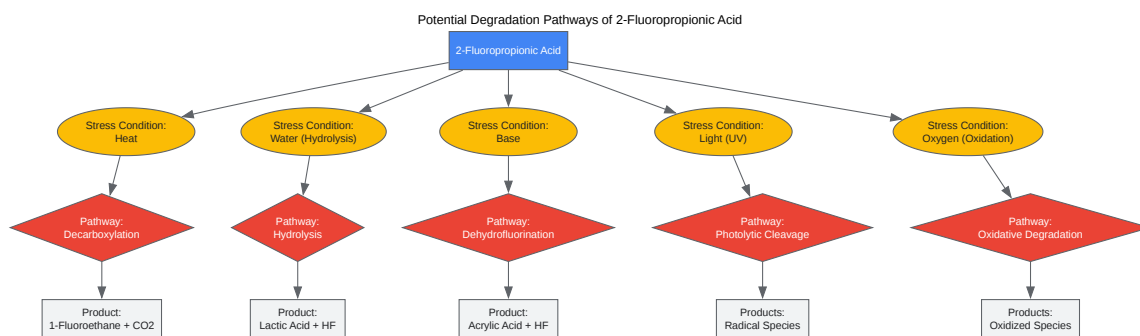 Potential Degradation Pathways of 2-Fluoropropionic Acid
2-Fluoropropionic Acid
Stress Condition:
Heat
Stress Condition:
Water (Hydrolysis)
Stress Condition:
Base
Stress Condition:
Light (UV)
Stress Condition:
Oxygen (Oxidation)
Pathway:
Decarboxylation
Pathway:
Hydrolysis
Pathway:
Dehydrofluorination
Pathway:
Photolytic Cleavage
Pathway:
Oxidative Degradation
Product:
1-Fluoroethane + CO2
Product:
Lactic Acid + HF
Product:
Acrylic Acid + HF
Products:
Radical Species
Products:
Oxidized Species